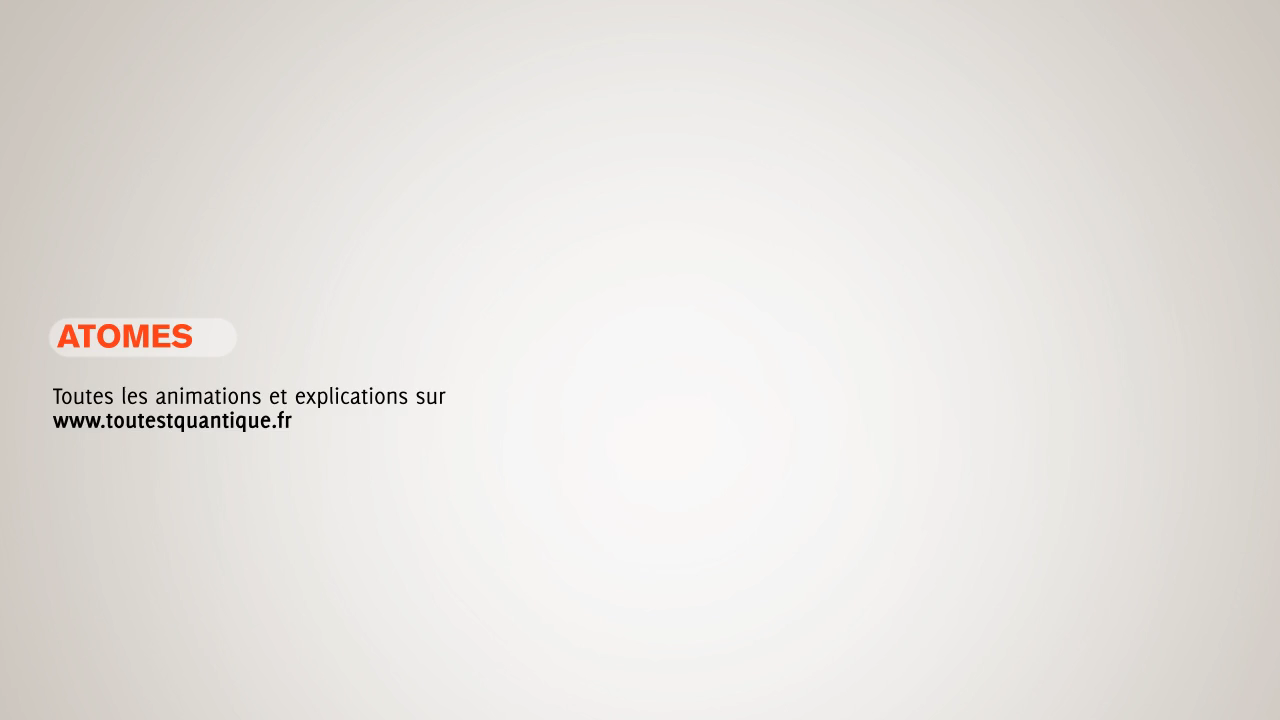 ATOMES
Toutes les animations et explications sur
www.toutestquantique.fr